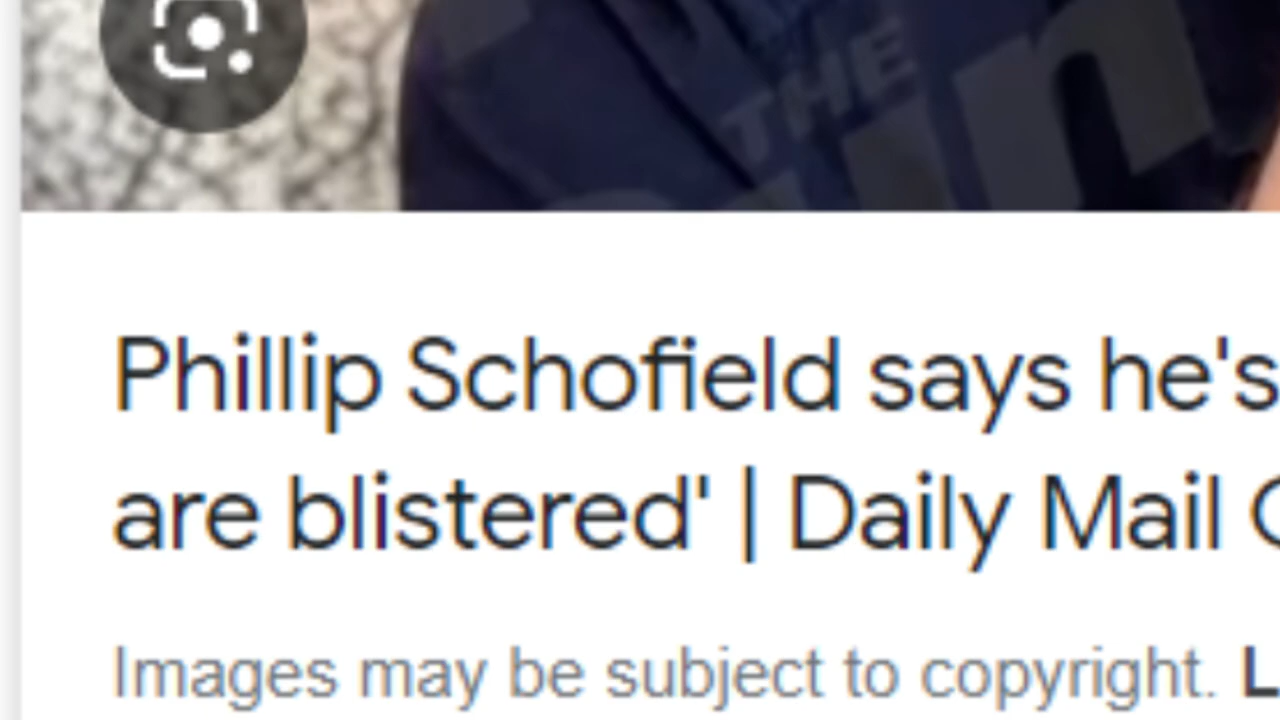 THE
Phillip Schofield says he's
are blistered' | Daily Mail
Images may be subject to copyright.